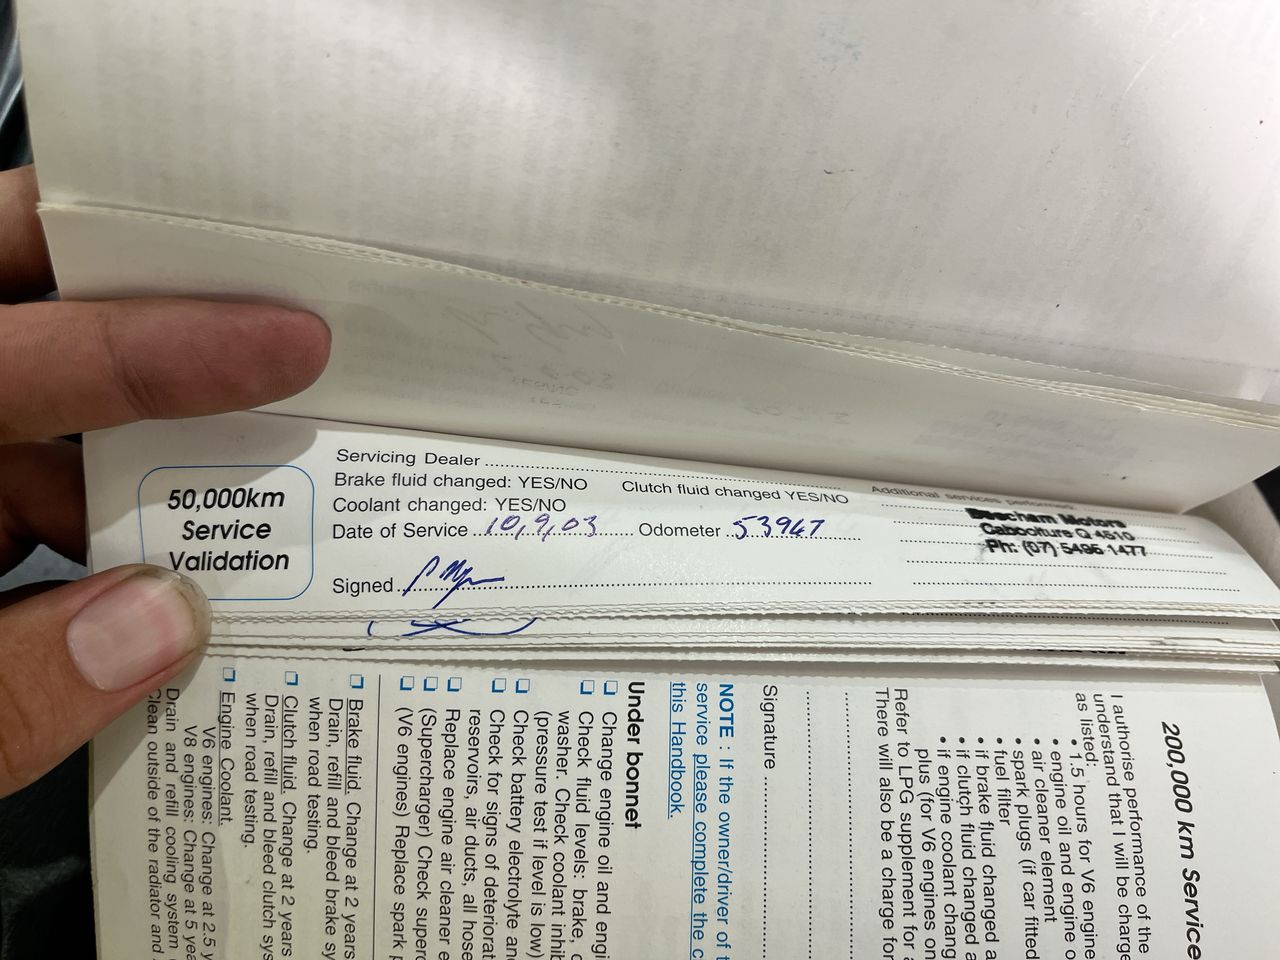 50,000km
Service
Validation
Servicing Dealer
Brake fluid changed: YES/NO
Clutch fluid changed YES/NO
Additional services performed:
Coolant changed: YES/NO
Date of Service 10,9,03 Odometer 53967
Signed
Beecham Motors
Caboolture Q 4510
Ph: (07) 5495 1477
200,000 km Service
I authorise performance of the
understand that I will be charge
as listed:
• 1.5 hours for V6 engine
• engine oil and engine
• air cleaner element
• spark plugs (if car fitted
• fuel filter
• if brake fluid changed a
• if clutch fluid changed a
• if engine coolant chang
plus (for V6 engines on
Refer to LPG supplement for
There will also be a charge for
Signature
NOTE : If the owner/driver of
service please complete the
this Handbook.
Under bonnet
Change engine oil and engi
Check fluid levels: brake,
washer. Check coolant inhib
(pressure test if level is low)
Check battery electrolyte an
Check for signs of deteriorat
reservoirs, air ducts, all hose
Replace engine air cleaner e
(Supercharger) Check superc
(V6 engines) Replace spark
Brake fluid. Change at 2 years
Drain, refill and bleed brake sy
when road testing.
Clutch fluid. Change at 2 years
Drain, refill and bleed clutch sys
when road testing.
Engine Coolant.
V6 engines: Change at 2.5 y
V8 engines: Change at 5 yea
Drain and refill cooling system
Clean outside of the radiator and